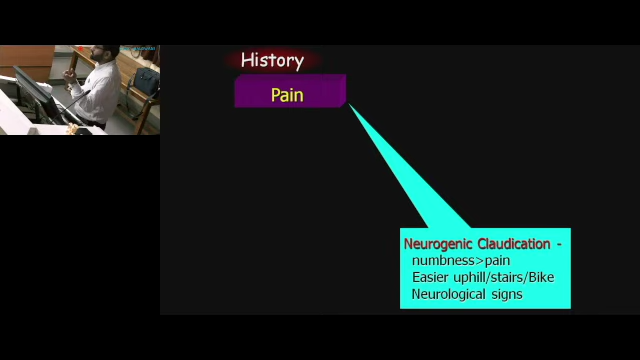 History
Pain
Neurogenic Claudication -
numbness>pain
Easier uphill/stairs/Bike
Neurological signs